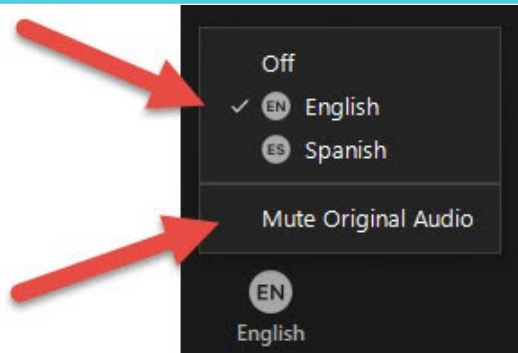 Off
EN English
ES Spanish
Mute Original Audio
EN
English